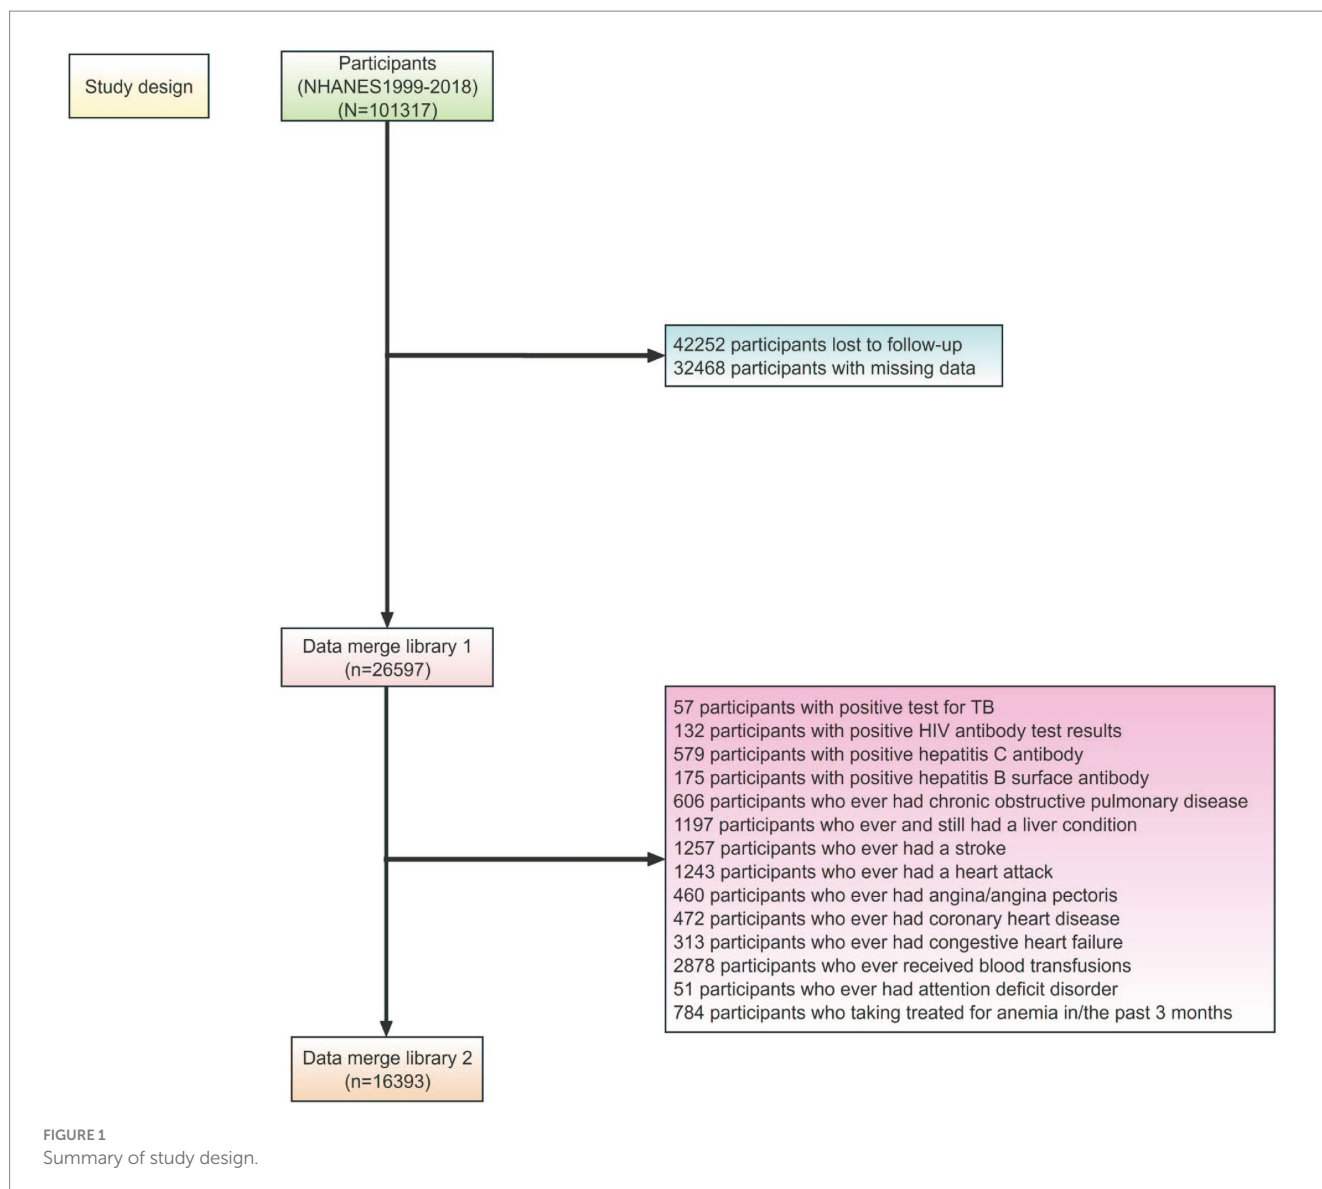 Study design
Participants
(NHANES1999-2018)
(N=101317)
42252 participants lost to follow-up
32468 participants with missing data
Data merge library 1
(n=26597)
57 participants with positive test for TB
132 participants with positive HIV antibody test results
579 participants with positive hepatitis C antibody
175 participants with positive hepatitis B surface antibody
606 participants who ever had chronic obstructive pulmonary disease
1197 participants who ever and still had a liver condition
1257 participants who ever had a stroke
1243 participants who ever had a heart attack
460 participants who ever had angina/angina pectoris
472 participants who ever had coronary heart disease
313 participants who ever had congestive heart failure
2878 participants who ever received blood transfusions
51 participants who ever had attention deficit disorder
784 participants who taking treated for anemia in/the past 3 months
Data merge library 2
(n=16393)
FIGURE 1
Summary of study design.